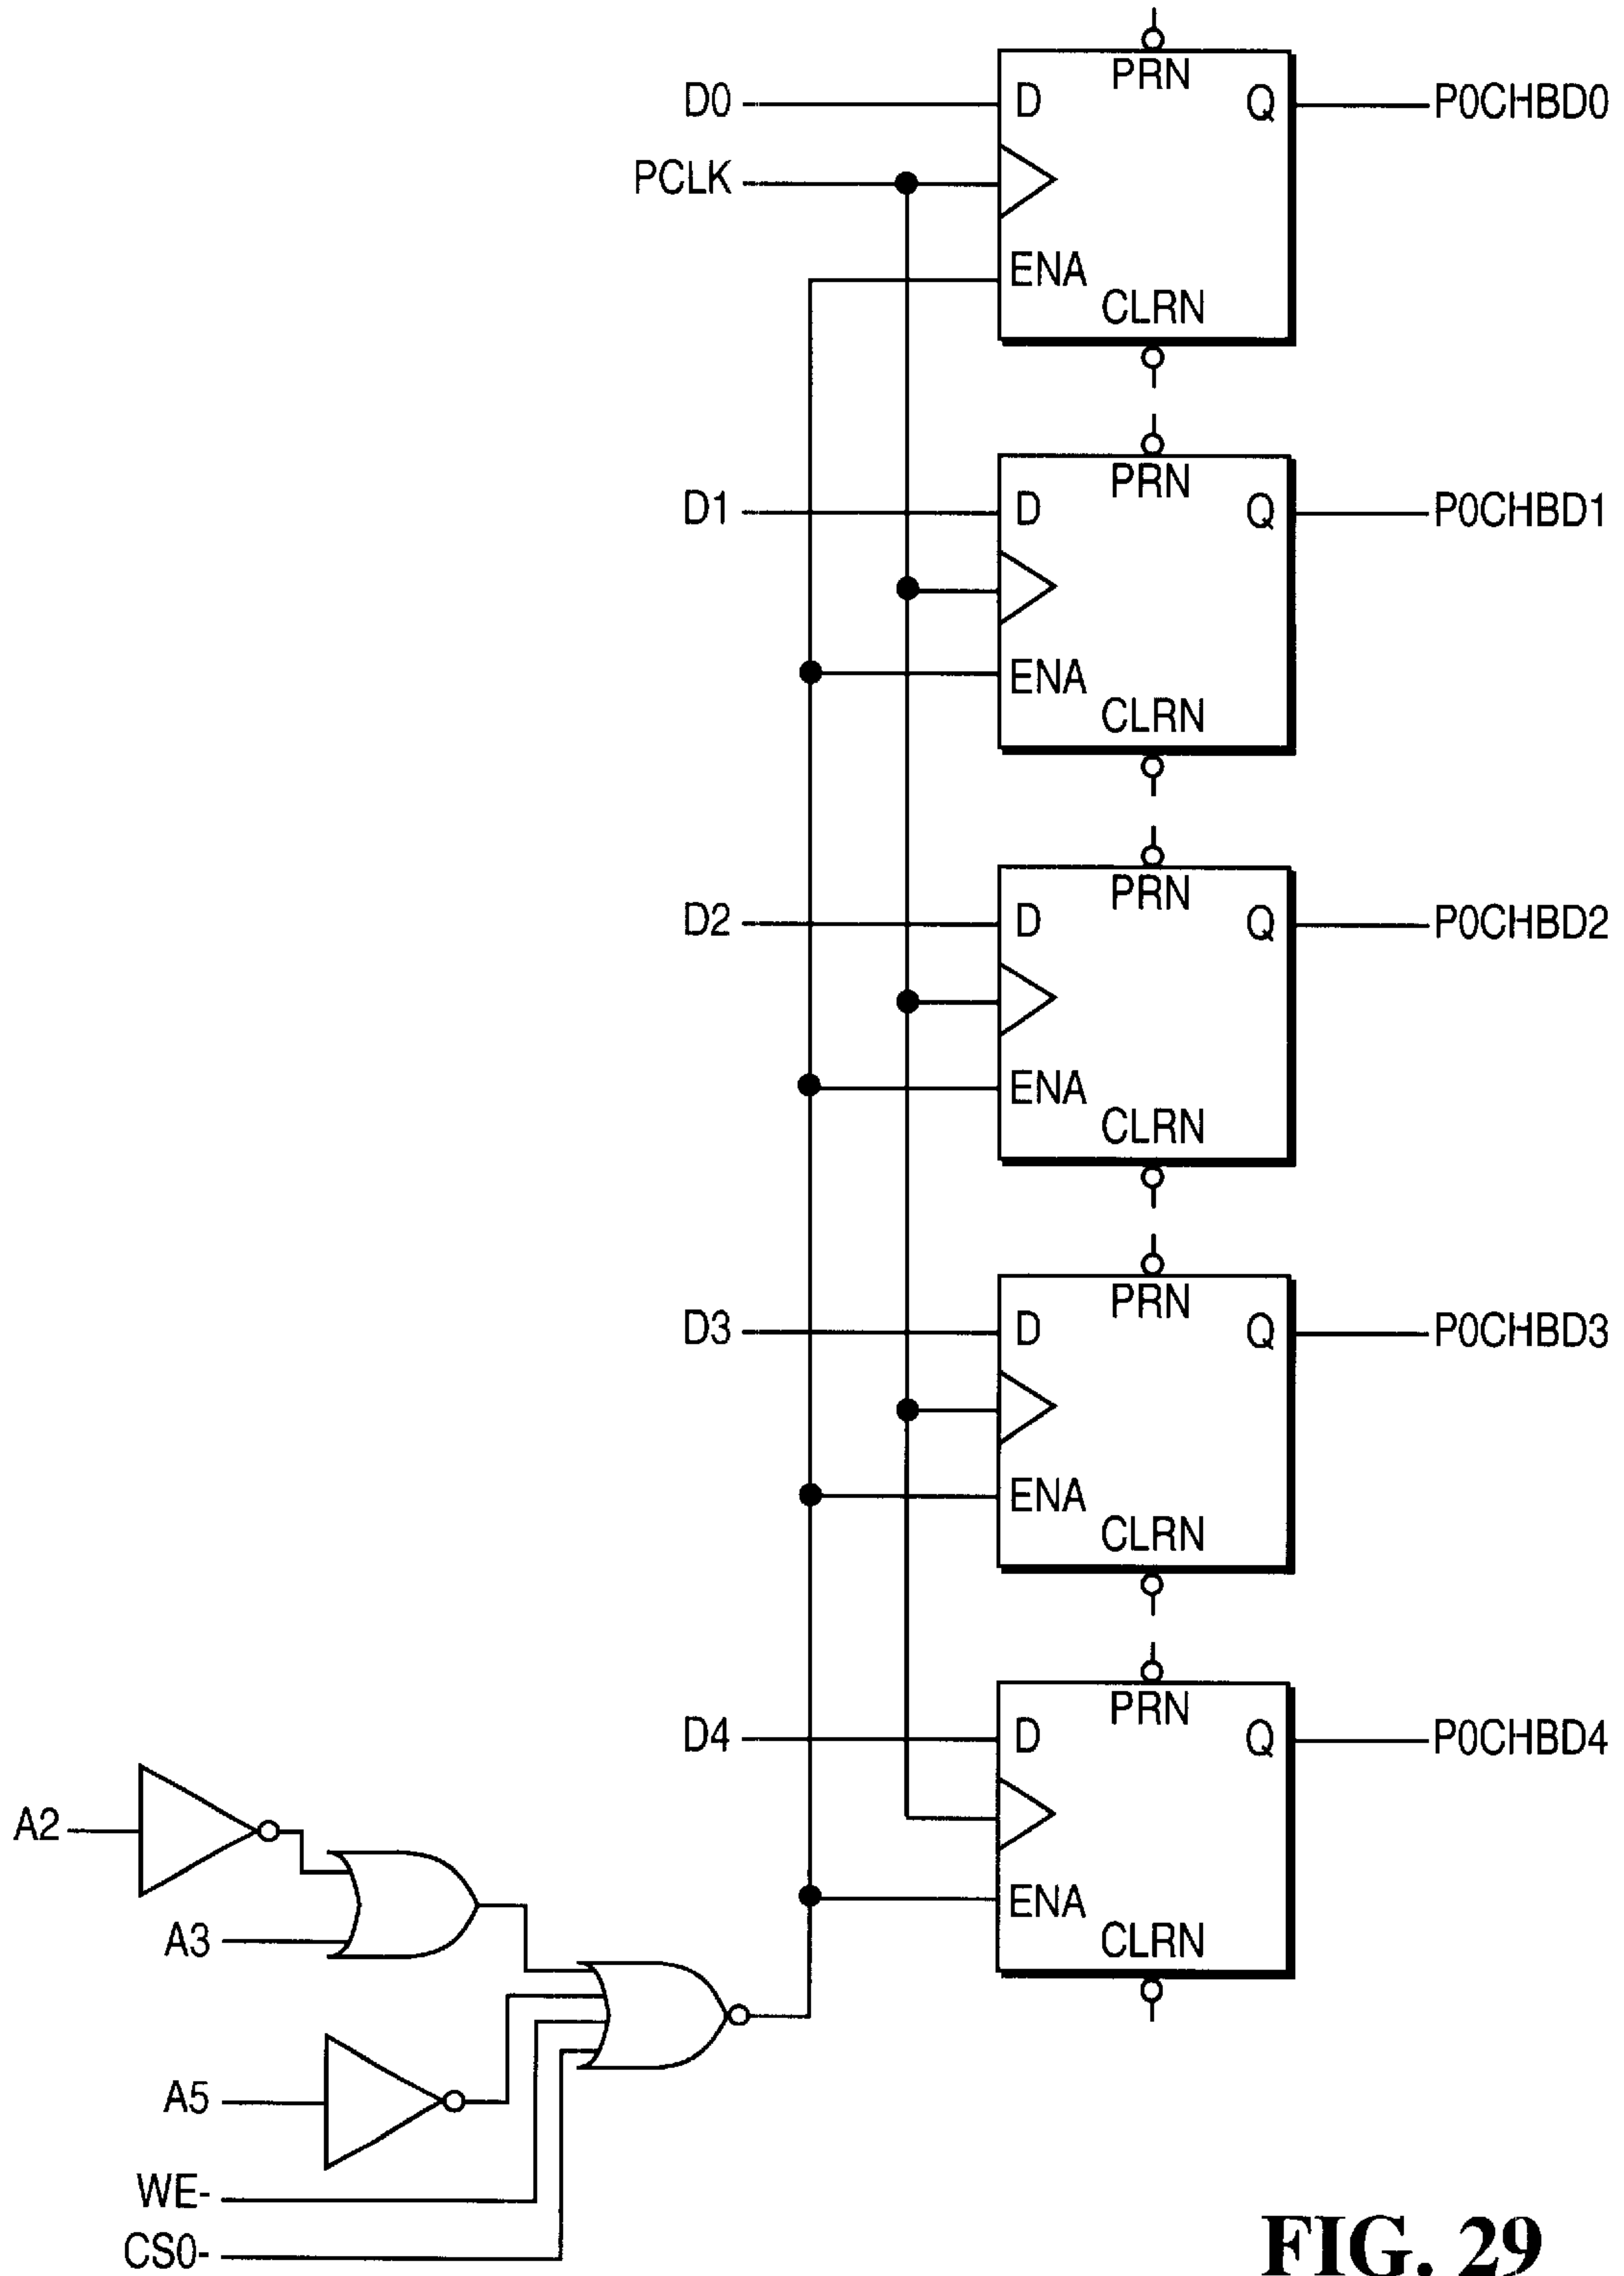 PRN
D0 D Q P0CHBD0
PCLK
ENA
CLRN
PRN
D1 D Q P0CHBD1
ENA
CLRN
PRN
D2 D Q P0CHBD2
ENA
CLRN
PRN
D3 D Q P0CHBD3
ENA
CLRN
PRN
D4 D Q P0CHBD4
A2
ENA
A3
CLRN
A5
WE-
CS0-
FIG. 29